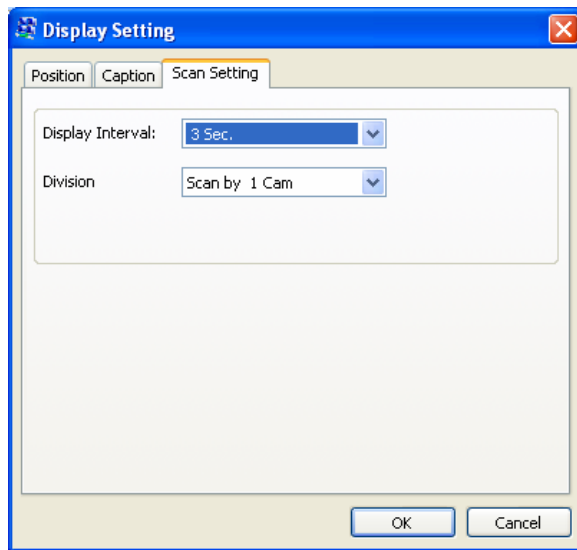 Display Setting
Position Caption Scan Setting
Display Interval: 3 Sec.
Division Scan by 1 Cam
OK Cancel